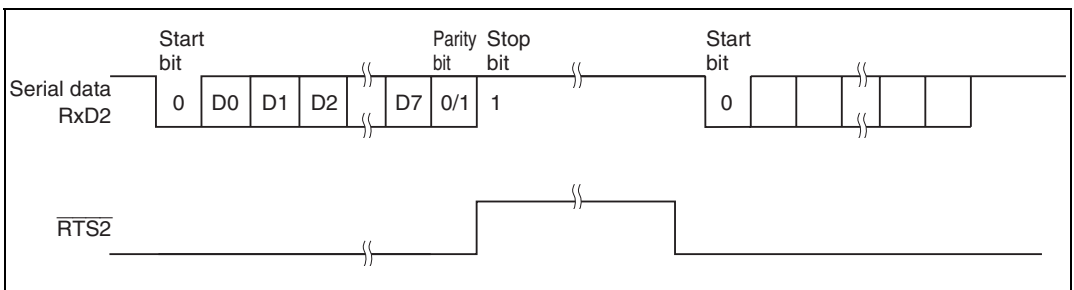 Start bit
Parity bit
Stop bit
Start bit
Serial data RxD2
0 D0 D1 D2 D7 0/1 1 0
RTS2